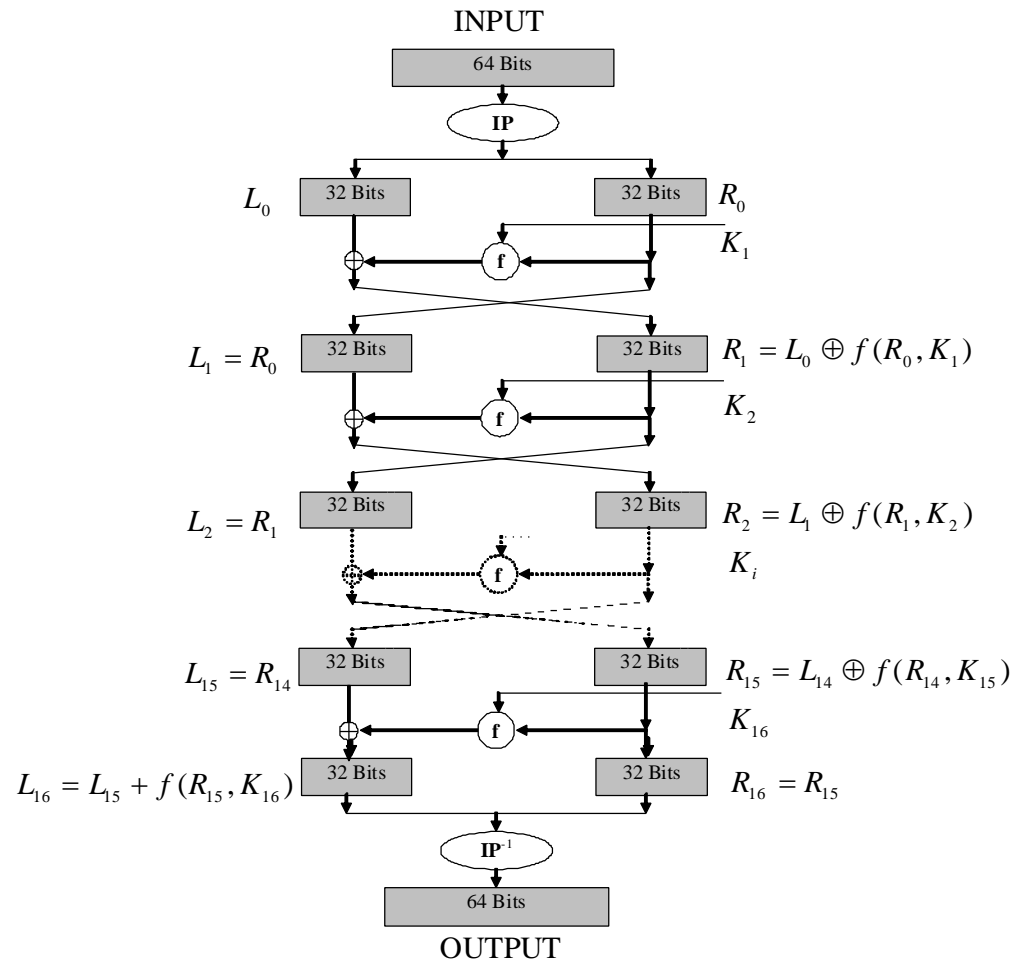 INPUT
64 Bits
IP
L₀ 32 Bits 32 Bits R₀
K₁
f
L₁ = R₀ 32 Bits 32 Bits R₁ = L₀ ⊕ f(R₀, K₁)
K₂
f
L₂ = R₁ 32 Bits 32 Bits R₂ = L₁ ⊕ f(R₁, K₂)
f Kᵢ
L₁₅ = R₁₄ 32 Bits 32 Bits R₁₅ = L₁₄ ⊕ f(R₁₄, K₁₅)
f K₁₆
L₁₆ = L₁₅ + f(R₁₅, K₁₆) 32 Bits 32 Bits R₁₆ = R₁₅
IP⁻¹
64 Bits
OUTPUT